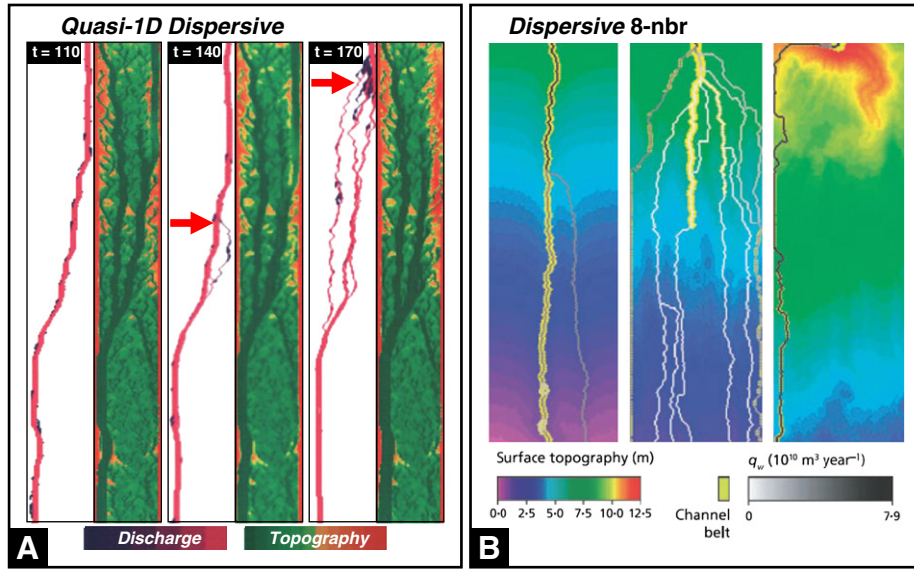 Quasi-1D Dispersive
t = 110
t = 140
t = 170
Discharge
Topography
A
Dispersive 8-nbr
Surface topography (m)
0·0 2·5 5·0 7·5 10·0 12·5
Channel
belt
qw (10¹⁰ m³ year⁻¹)
0 7·9
B